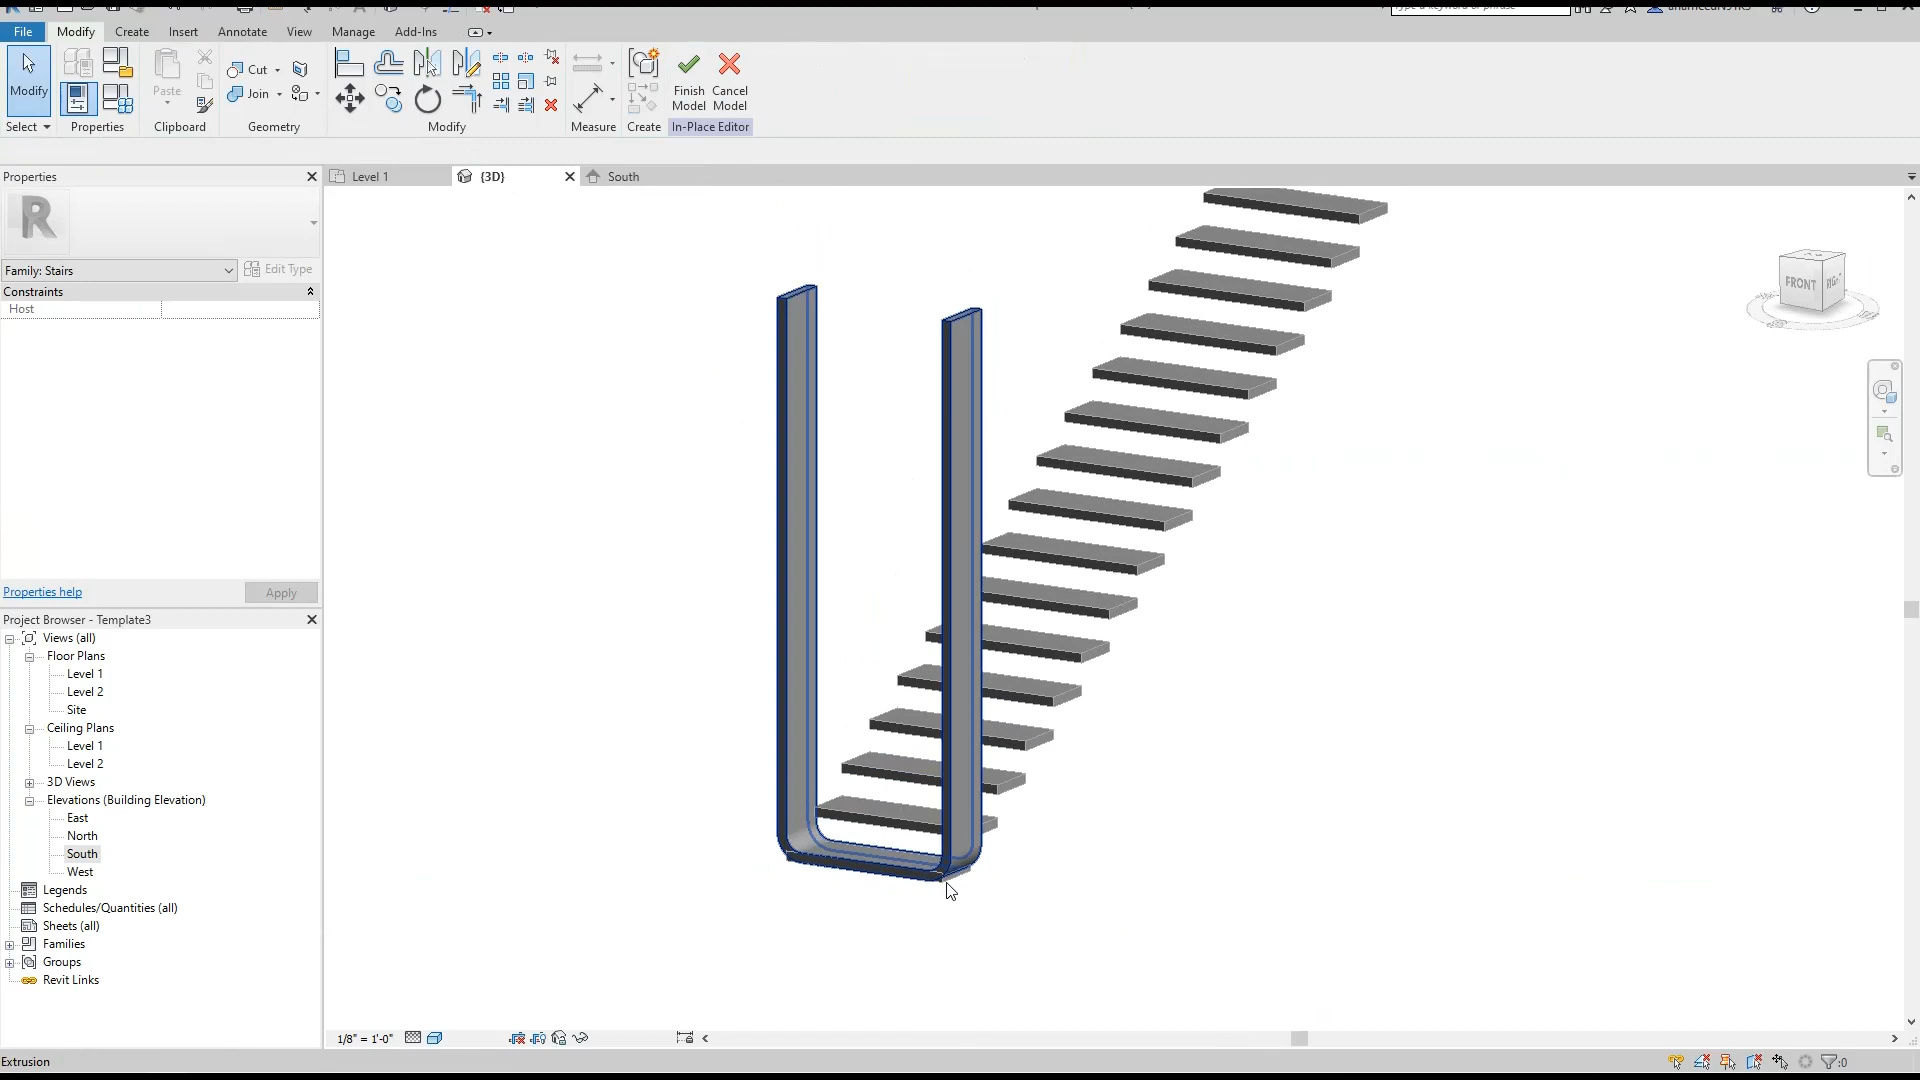 File Modify Create Insert Annotate View Manage Add-Ins
Modify Paste Cut Join Finish Model Cancel Model
Select Properties Clipboard Geometry Modify Measure Create In-Place Editor
Properties
Level 1 {3D} South
R
Family: Stairs Edit Type
Constraints
Host
FRONT RIGHT
Properties help Apply
Project Browser - Template3
Views (all)
Floor Plans
Level 1
Level 2
Site
Ceiling Plans
Level 1
Level 2
3D Views
Elevations (Building Elevation)
East
North
South
West
Legends
Schedules/Quantities (all)
Sheets (all)
Families
Groups
Revit Links
1/8" = 1'-0"
Extrusion :0